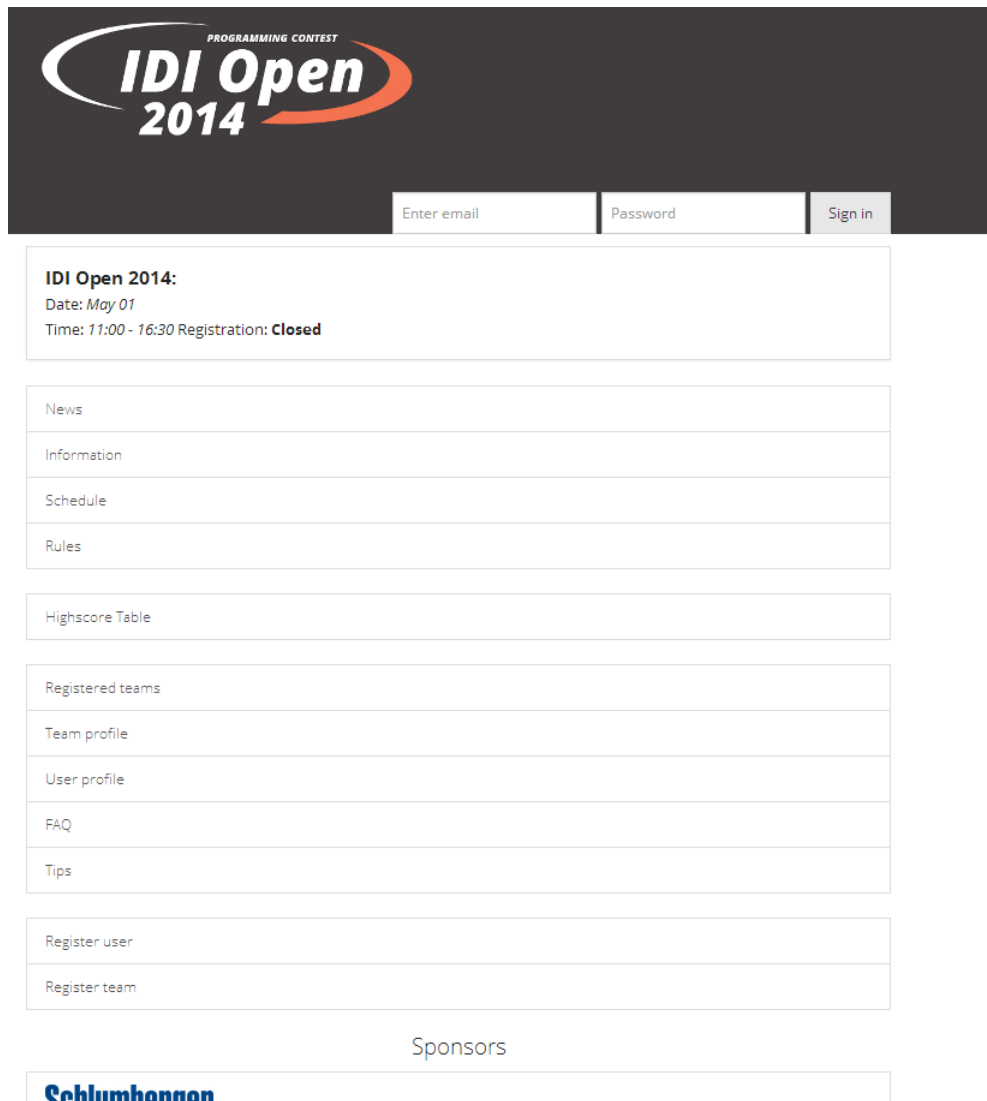 PROGRAMMING CONTEST
IDI Open
2014
Enter email
Password
Sign in
IDI Open 2014:
Date: May 01
Time: 11:00 - 16:30 Registration: Closed
News
Information
Schedule
Rules
Highscore Table
Registered teams
Team profile
User profile
FAQ
Tips
Register user
Register team
Sponsors
Schlumberger